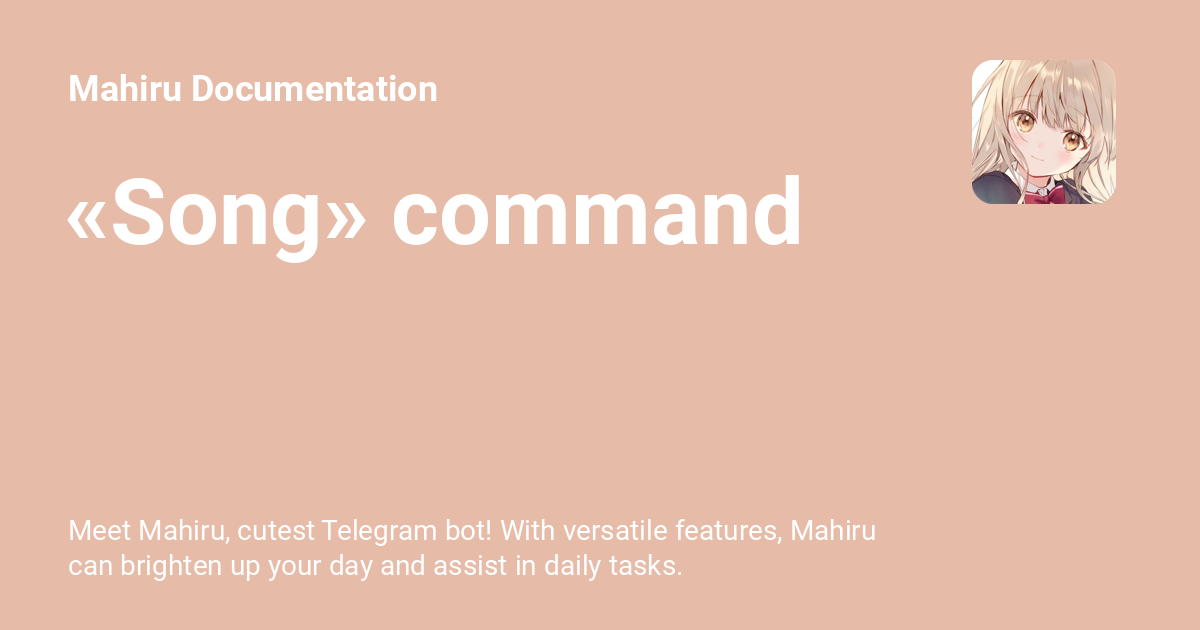 Mahiru Documentation
«Song» command
Meet Mahiru, cutest Telegram bot! With versatile features, Mahiru
can brighten up your day and assist in daily tasks.